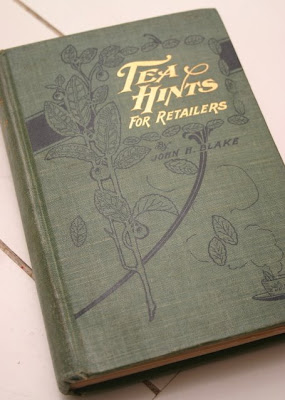 TEA
HINTS
FOR RETAILERS
By
JOHN H. BLAKE